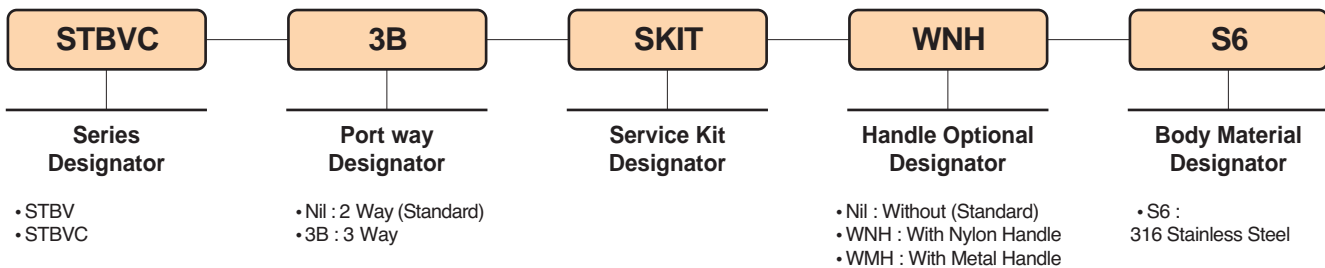 STBVC 3B SKIT WNH S6
Series Designator
Port way Designator
Service Kit Designator
Handle Optional Designator
Body Material Designator
• STBV
• STBVC
• Nil : 2 Way (Standard)
• 3B : 3 Way
• Nil : Without (Standard)
• WNH : With Nylon Handle
• WMH : With Metal Handle
• S6 :
316 Stainless Steel